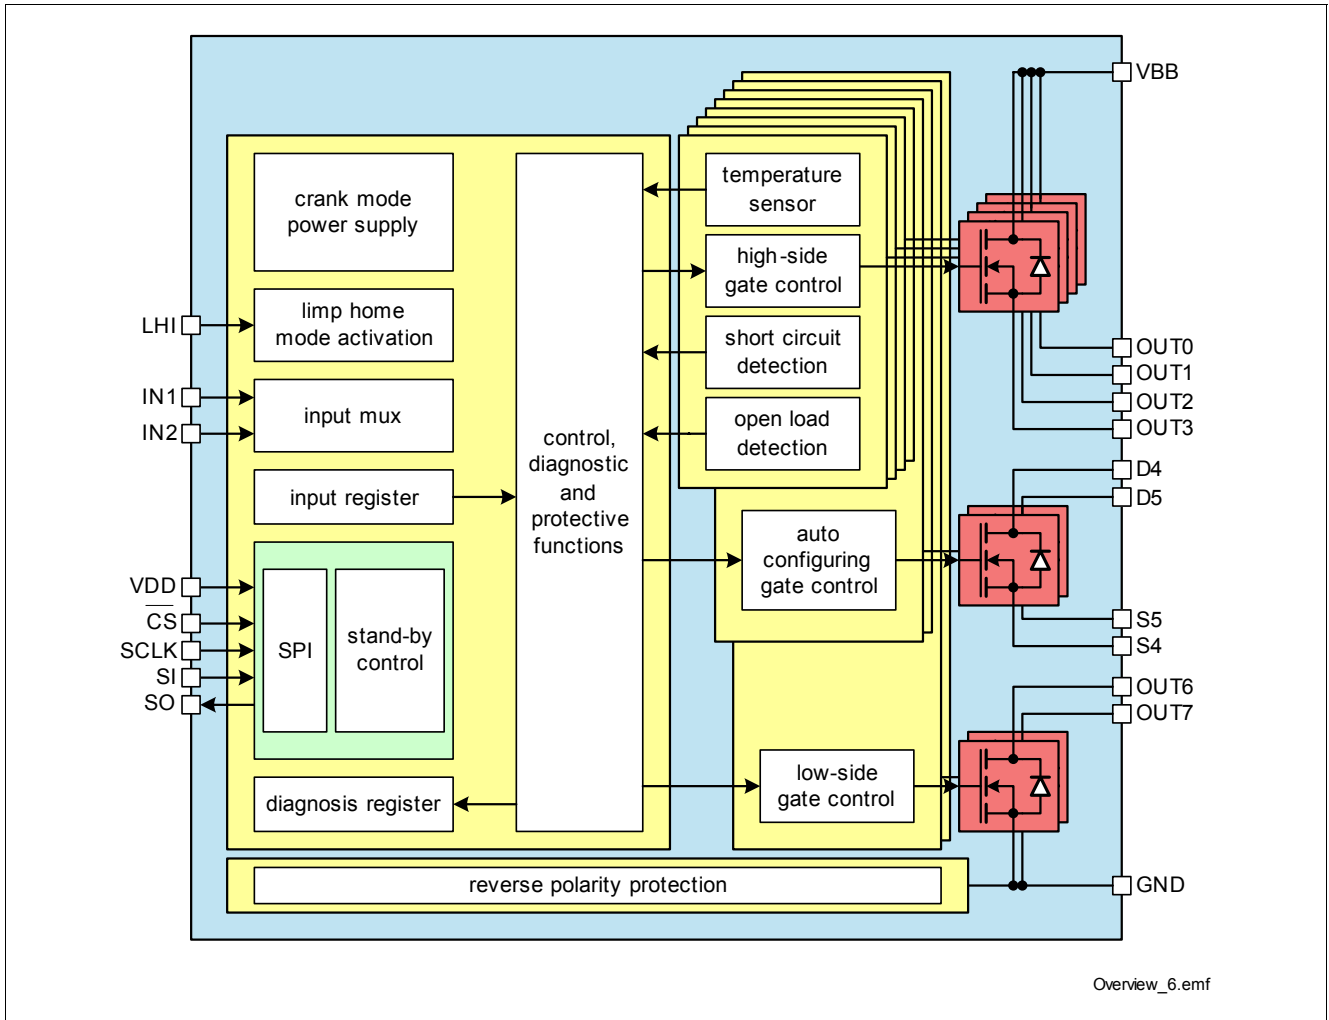 VBB
temperature
sensor
crank mode
power supply
high-side
gate control
LHI
limp home
mode activation
short circuit
detection
OUT0
OUT1
IN1
input mux
OUT2
open load
detection
OUT3
IN2
control,
diagnostic
and
protective
functions
D4
input register
D5
auto
configuring
gate control
VDD
CS
SCLK
SI
SO
SPI
stand-by
control
S5
S4
OUT6
OUT7
low-side
gate control
diagnosis register
reverse polarity protection
GND
Overview_6.emf